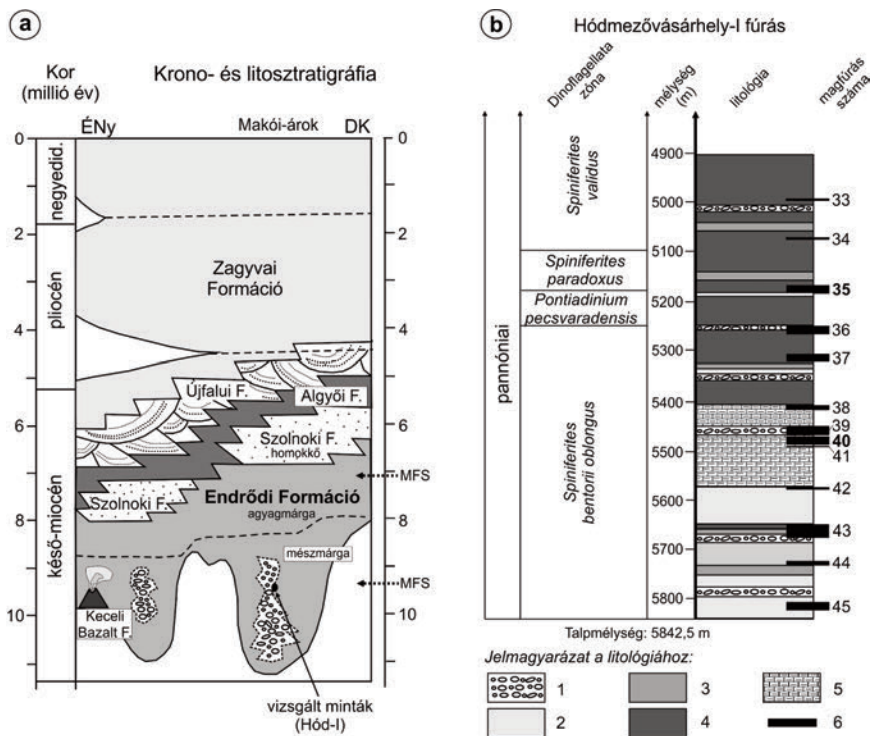 a
Krono- és litosztratigráfia
Kor
(millió év)
ÉNy
Makói-árok
DK
0
2
4
6
8
10
negyedid.
pliocén
késő-miocén
0
2
4
6
8
10
Zagyvai
Formáció
Újfalui F.
Algyői F.
Szolnoki F.
homokkő
Szolnoki F.
Endrődi Formáció
agyagmárga
mészmárga
MFS
MFS
Keceli
Bazalt F.
vizsgált minták
(Hód-I)
b
Hódmezővásárhely-I fúrás
Dinoflagellata
zóna
mélység
(m)
litológia
magfúrás
száma
pannóniai
Spiniferites
validus
Spiniferites
paradoxus
Pontiadinium
pecsvaradensis
Spiniferites
bentorii oblongus
4900
5000
5100
5200
5300
5400
5500
5600
5700
5800
33
34
35
36
37
38
39
40
41
42
43
44
45
Talpmélység: 5842,5 m
Jelmagyarázat a litológiához:
1
3
5
2
4
6